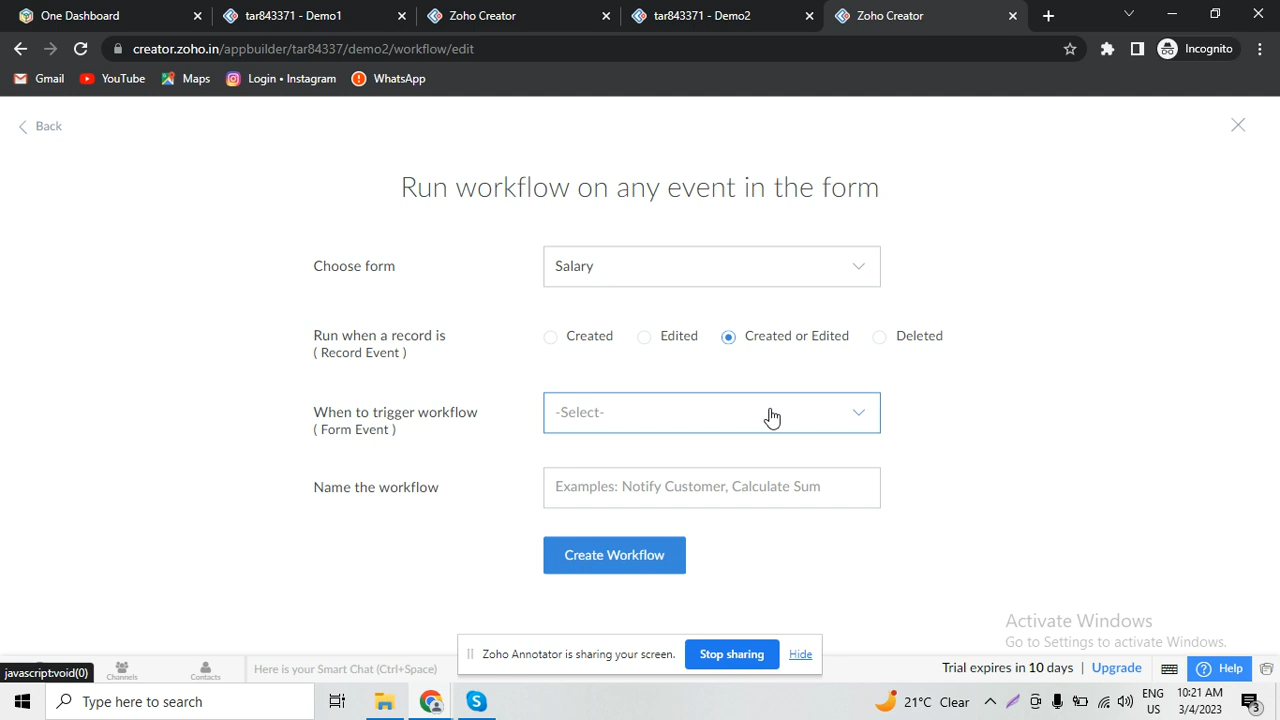 One Dashboard
tar843371 - Demo1
Zoho Creator
tar843371 - Demo2
Zoho Creator
creator.zoho.in/appbuilder/tar84337/demo2/workflow/edit
Incognito
Gmail
YouTube
Maps
Login • Instagram
WhatsApp
Back
Run workflow on any event in the form
Choose form
Salary
Run when a record is
( Record Event )
Created
Edited
Created or Edited
Deleted
When to trigger workflow
( Form Event )
-Select-
Name the workflow
Examples: Notify Customer, Calculate Sum
Create Workflow
Activate Windows
Go to Settings to activate Windows.
Zoho Annotator is sharing your screen.
Stop sharing
Hide
javascript:void(0)
Channels
Contacts
Here is your Smart Chat (Ctrl+Space)
Trial expires in 10 days
Upgrade
Help
Type here to search
21°C Clear
ENG
US
10:21 AM
3/4/2023
3